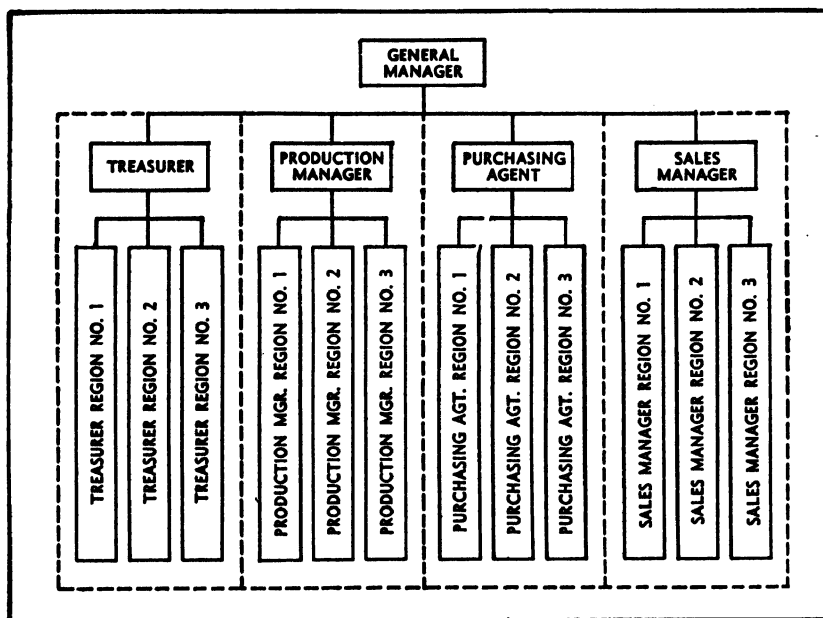 GENERAL
MANAGER
TREASURER
PRODUCTION
MANAGER
PURCHASING
AGENT
SALES
MANAGER
TREASURER REGION NO. 1
TREASURER REGION NO. 2
TREASURER REGION NO. 3
PRODUCTION MGR. REGION NO. 1
PRODUCTION MGR. REGION NO. 2
PRODUCTION MGR. REGION NO. 3
PURCHASING AGT. REGION NO. 1
PURCHASING AGT. REGION NO. 2
PURCHASING AGT. REGION NO. 3
SALES MANAGER REGION NO. 1
SALES MANAGER REGION NO. 2
SALES MANAGER REGION NO. 3